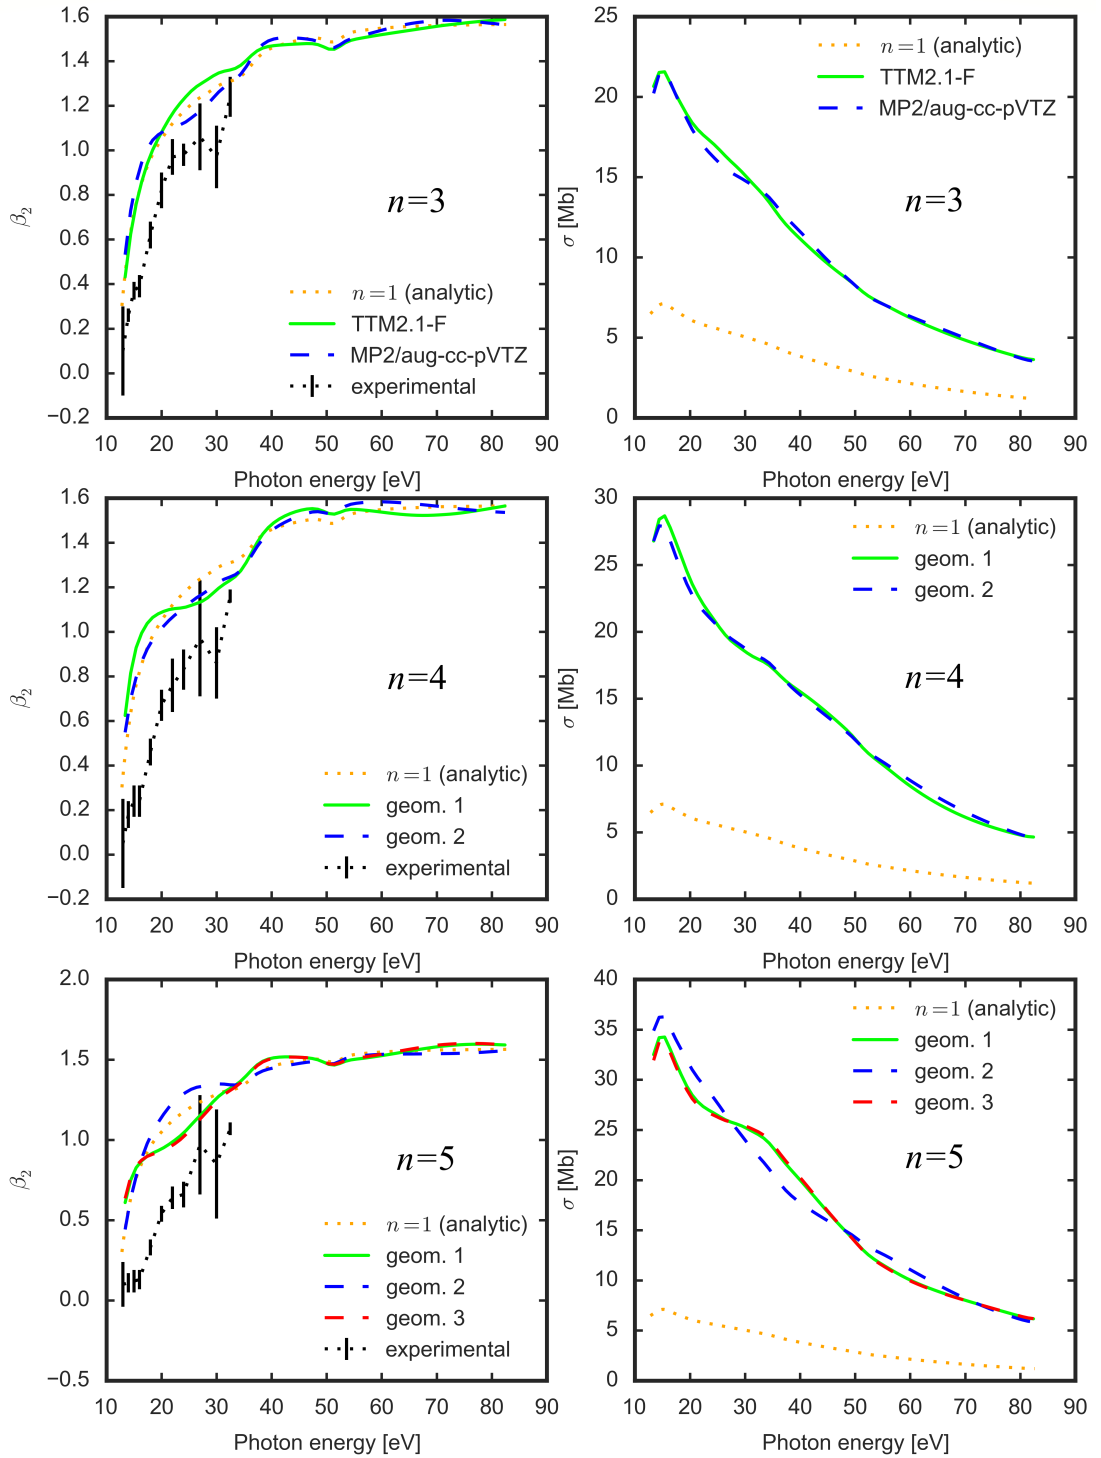 1.6
1.4
1.2
1.0
0.8
0.6
0.4
0.2
0.0
−0.2
β2
n=3
n=1 (analytic)
TTM2.1-F
MP2/aug-cc-pVTZ
experimental
10 20 30 40 50 60 70 80 90
Photon energy [eV]
25
20
15
10
5
0
σ [Mb]
n=1 (analytic)
TTM2.1-F
MP2/aug-cc-pVTZ
n=3
10 20 30 40 50 60 70 80 90
Photon energy [eV]
1.6
1.4
1.2
1.0
0.8
0.6
0.4
0.2
0.0
−0.2
β2
n=4
n=1 (analytic)
geom. 1
geom. 2
experimental
10 20 30 40 50 60 70 80 90
Photon energy [eV]
30
25
20
15
10
5
0
σ [Mb]
n=1 (analytic)
geom. 1
geom. 2
n=4
10 20 30 40 50 60 70 80 90
Photon energy [eV]
2.0
1.5
1.0
0.5
0.0
−0.5
β2
n=5
n=1 (analytic)
geom. 1
geom. 2
geom. 3
experimental
10 20 30 40 50 60 70 80 90
Photon energy [eV]
40
35
30
25
20
15
10
5
0
σ [Mb]
n=1 (analytic)
geom. 1
geom. 2
geom. 3
n=5
10 20 30 40 50 60 70 80 90
Photon energy [eV]